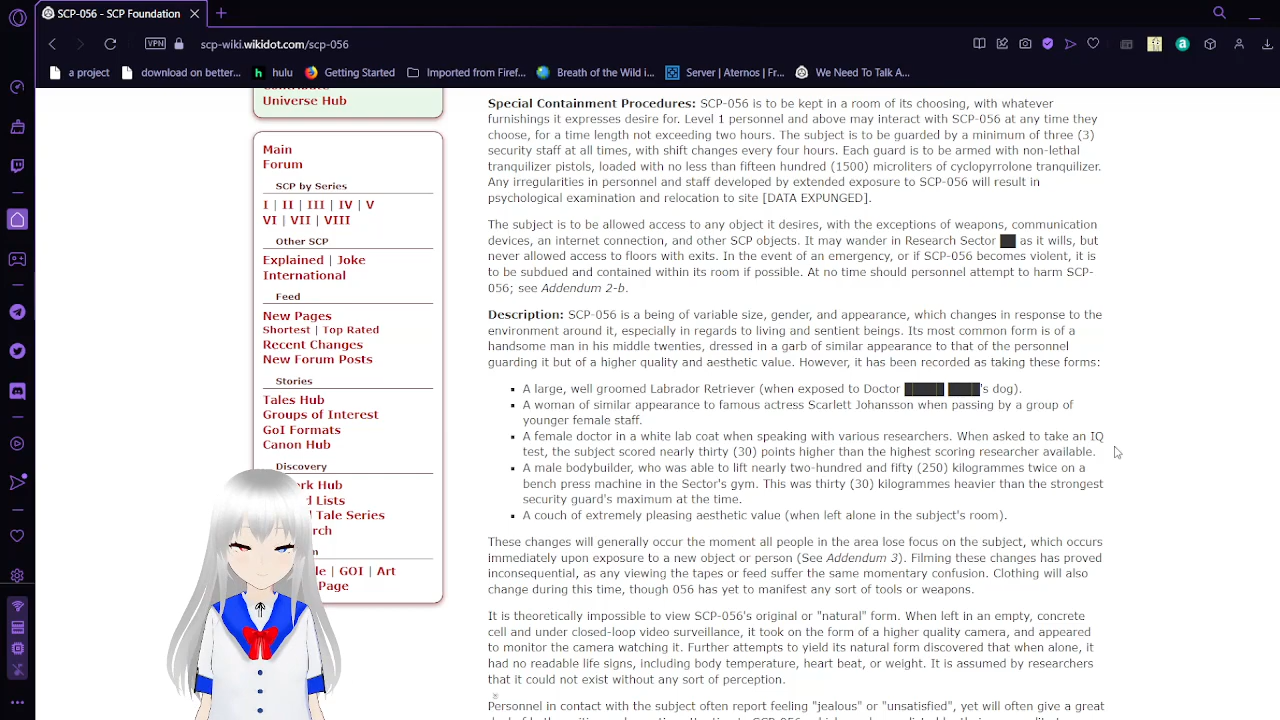 SCP-056 - SCP Foundation
VPN
scp-wiki.wikidot.com/scp-056
a project
download on better...
hulu
Getting Started
Imported from Firef...
Breath of the Wild i...
Server | Aternos | Fr...
We Need To Talk A...
Universe Hub
Main
Forum
SCP by Series
I | II | III | IV | V
VI | VII | VIII
Other SCP
Explained | Joke
International
Feed
New Pages
Shortest | Top Rated
Recent Changes
New Forum Posts
Stories
Tales Hub
Groups of Interest
GoI Formats
Canon Hub
Discovery
rk Hub
d Lists
Tale Series
rch
le | GOI | Art
Page
Special Containment Procedures: SCP-056 is to be kept in a room of its choosing, with whatever
furnishings it expresses desire for. Level 1 personnel and above may interact with SCP-056 at any time they
choose, for a time length not exceeding two hours. The subject is to be guarded by a minimum of three (3)
security staff at all times, with shift changes every four hours. Each guard is to be armed with non-lethal
tranquilizer pistols, loaded with no less than fifteen hundred (1500) microliters of cyclopyrrolone tranquilizer.
Any irregularities in personnel and staff developed by extended exposure to SCP-056 will result in
psychological examination and relocation to site [DATA EXPUNGED].
The subject is to be allowed access to any object it desires, with the exceptions of weapons, communication
devices, an internet connection, and other SCP objects. It may wander in Research Sector ██ as it wills, but
never allowed access to floors with exits. In the event of an emergency, or if SCP-056 becomes violent, it is
to be subdued and contained within its room if possible. At no time should personnel attempt to harm SCP-
056; see Addendum 2-b.
Description: SCP-056 is a being of variable size, gender, and appearance, which changes in response to the
environment around it, especially in regards to living and sentient beings. Its most common form is of a
handsome man in his middle twenties, dressed in a garb of similar appearance to that of the personnel
guarding it but of a higher quality and aesthetic value. However, it has been recorded as taking these forms:
A large, well groomed Labrador Retriever (when exposed to Doctor █████ ████'s dog).
A woman of similar appearance to famous actress Scarlett Johansson when passing by a group of
younger female staff.
A female doctor in a white lab coat when speaking with various researchers. When asked to take an IQ
test, the subject scored nearly thirty (30) points higher than the highest scoring researcher available.
A male bodybuilder, who was able to lift nearly two-hundred and fifty (250) kilogrammes twice on a
bench press machine in the Sector's gym. This was thirty (30) kilogrammes heavier than the strongest
security guard's maximum at the time.
A couch of extremely pleasing aesthetic value (when left alone in the subject's room).
These changes will generally occur the moment all people in the area lose focus on the subject, which occurs
immediately upon exposure to a new object or person (See Addendum 3). Filming these changes has proved
inconsequential, as any viewing the tapes or feed suffer the same momentary confusion. Clothing will also
change during this time, though 056 has yet to manifest any sort of tools or weapons.
It is theoretically impossible to view SCP-056's original or "natural" form. When left in an empty, concrete
cell and under closed-loop video surveillance, it took on the form of a higher quality camera, and appeared
to monitor the camera watching it. Further attempts to yield its natural form discovered that when alone, it
had no readable life signs, including body temperature, heart beat, or weight. It is assumed by researchers
that it could not exist without any sort of perception.
Personnel in contact with the subject often report feeling "jealous" or "unsatisfied", yet will often give a great